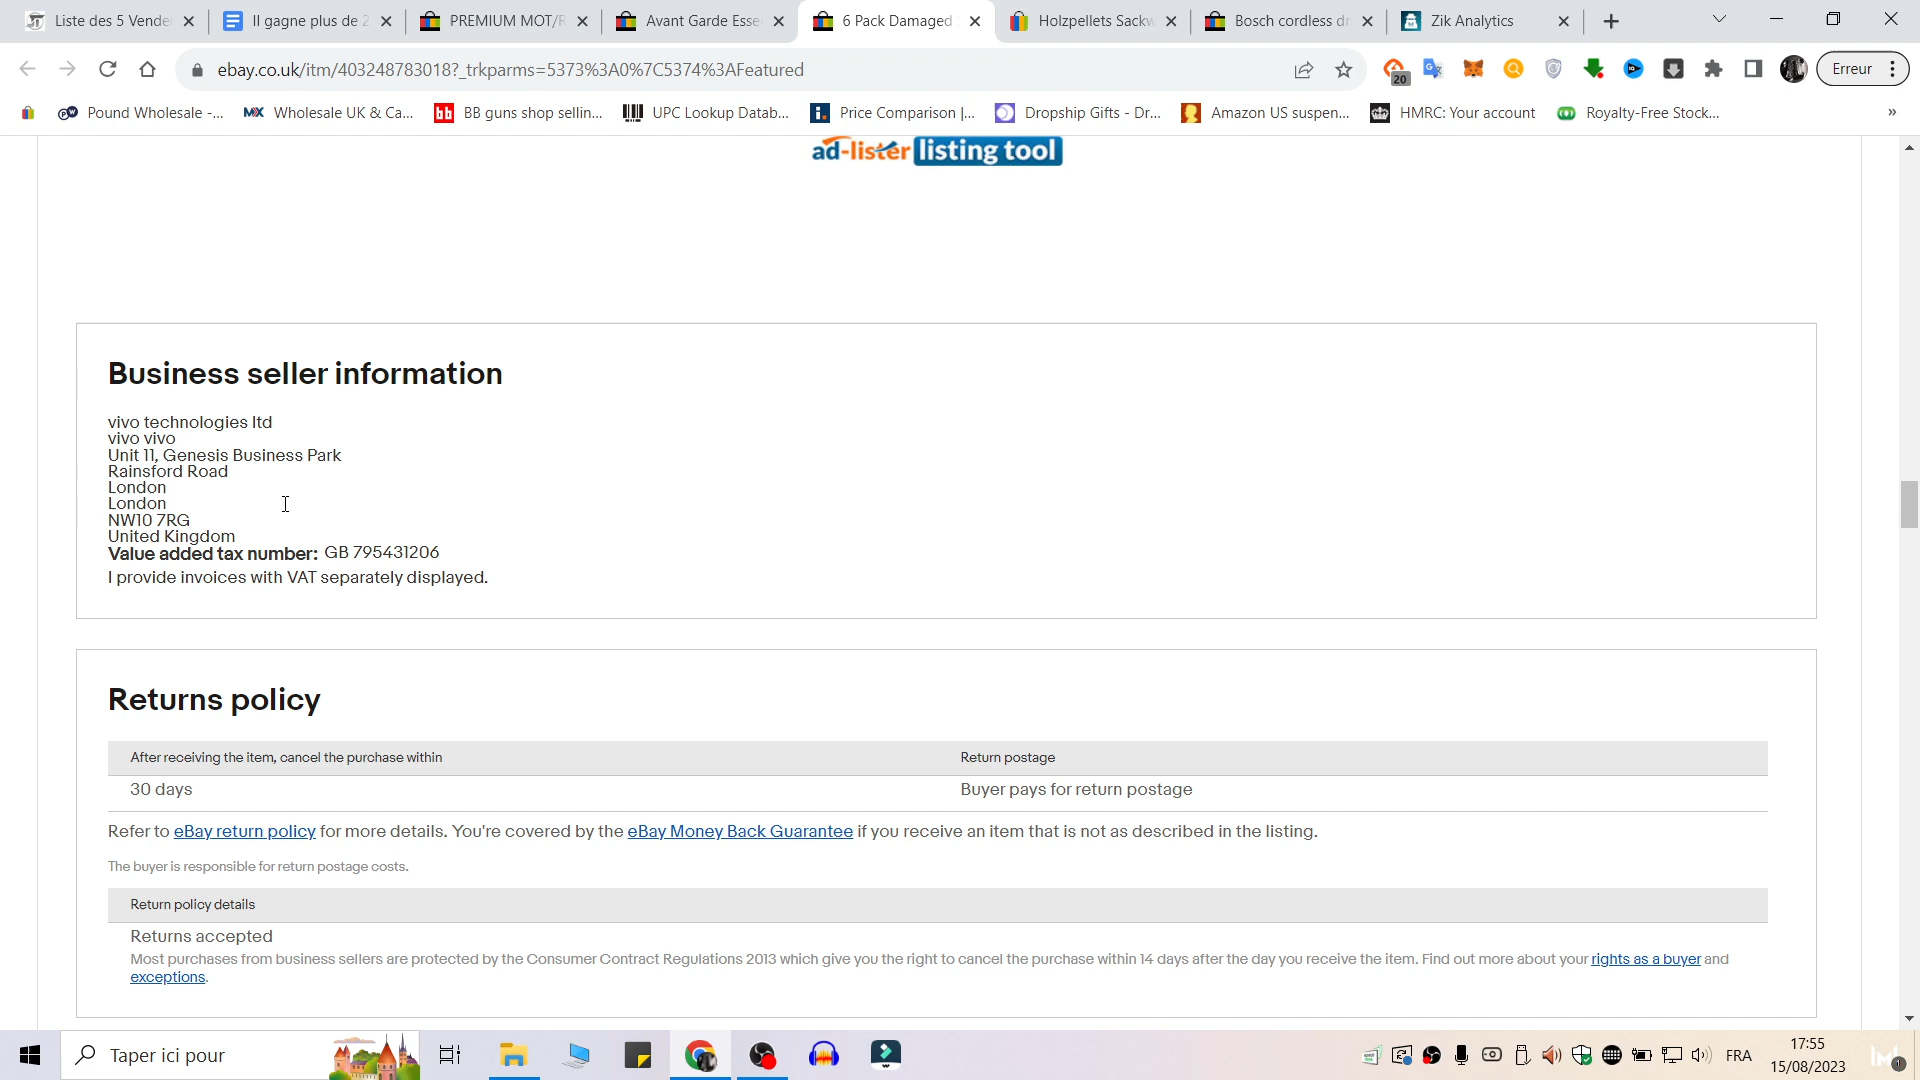 Liste des 5 Vende
Il gagne plus de 2
PREMIUM MOT/R
Avant Garde Esse
6 Pack Damaged
Holzpellets Sackw
Bosch cordless dr
Zik Analytics
ebay.co.uk/itm/403248783018?_trkparms=5373%3A0%7C5374%3AFeatured
20
Erreur
Pound Wholesale -...
Wholesale UK & Ca...
BB guns shop sellin...
UPC Lookup Datab...
Price Comparison |...
Dropship Gifts - Dr...
Amazon US suspen...
HMRC: Your account
Royalty-Free Stock...
»
ad-lister listing tool
Business seller information
vivo technologies ltd
vivo vivo
Unit 11, Genesis Business Park
Rainsford Road
London
London
NW10 7RG
United Kingdom
Value added tax number: GB 795431206
I provide invoices with VAT separately displayed.
Returns policy
After receiving the item, cancel the purchase within
Return postage
30 days
Buyer pays for return postage
Refer to eBay return policy for more details. You're covered by the eBay Money Back Guarantee if you receive an item that is not as described in the listing.
The buyer is responsible for return postage costs.
Return policy details
Returns accepted
Most purchases from business sellers are protected by the Consumer Contract Regulations 2013 which give you the right to cancel the purchase within 14 days after the day you receive the item. Find out more about your rights as a buyer and
exceptions.
Taper ici pour
FRA
17:55
15/08/2023
1